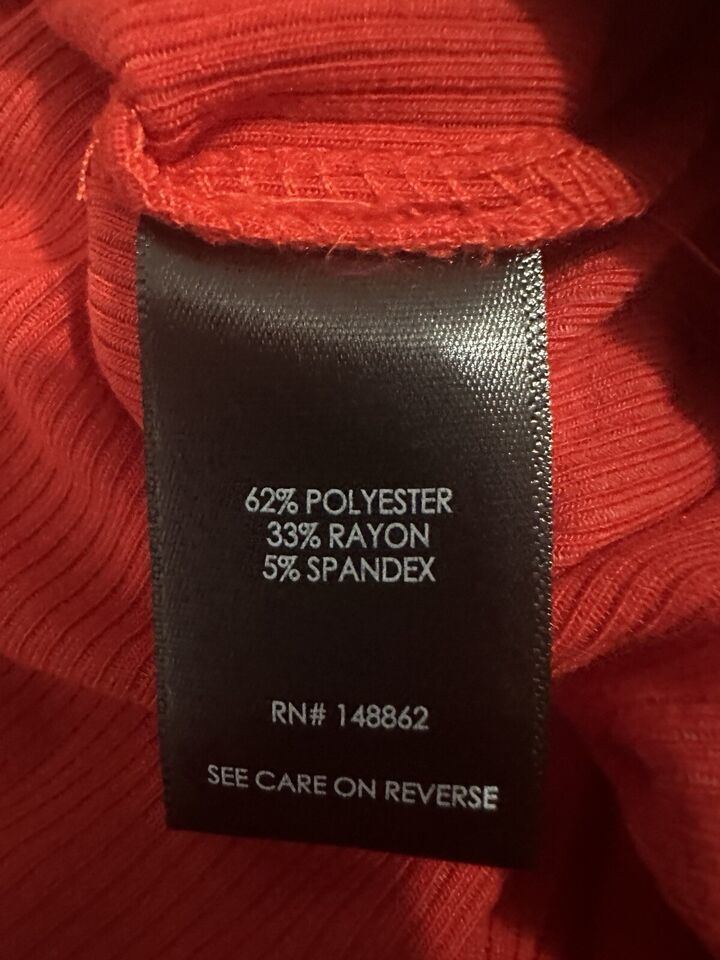 62% POLYESTER
33% RAYON
5% SPANDEX
RN# 148862
SEE CARE ON REVERSE